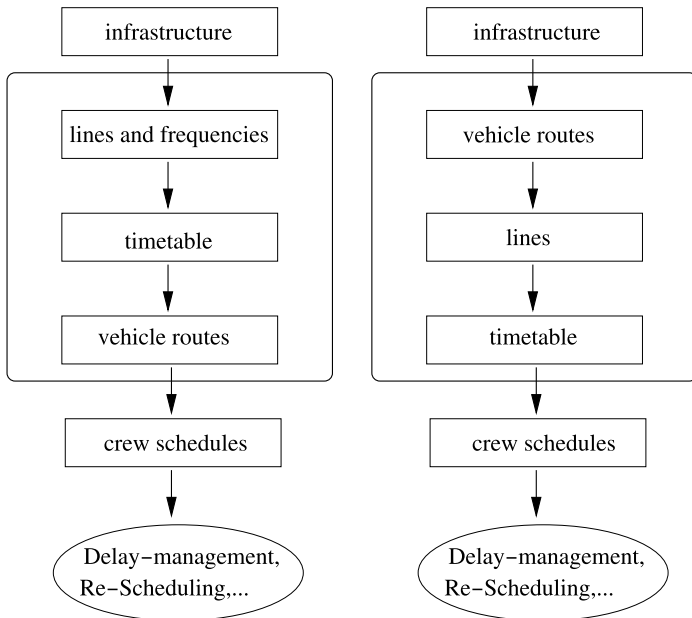 infrastructure
lines and frequencies
timetable
vehicle routes
crew schedules
Delay-management,
Re-Scheduling,...
infrastructure
vehicle routes
lines
timetable
crew schedules
Delay-management,
Re-Scheduling,...